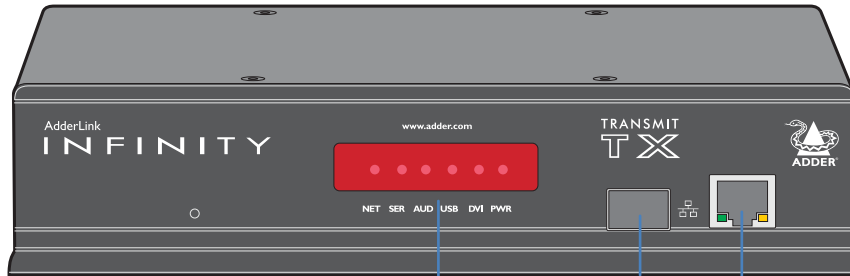 AdderLink
INFINITY
www.adder.com
NET SER AUD USB DVI PWR
TRANSMIT
TX
ADDER®